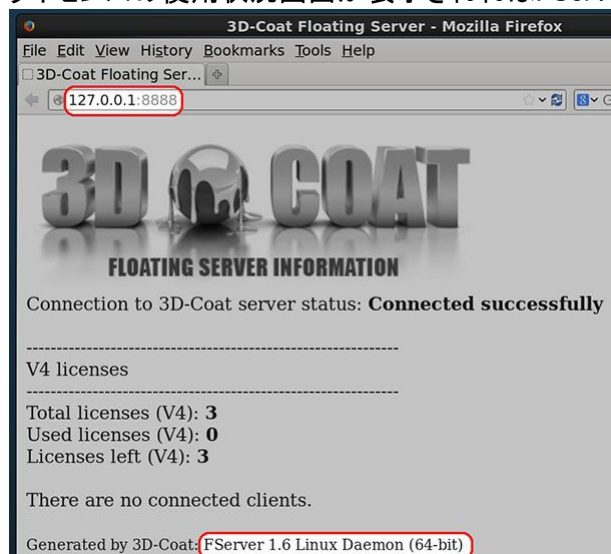 3D-Coat Floating Server - Mozilla Firefox
File Edit View History Bookmarks Tools Help
3D-Coat Floating Ser...
127.0.0.1:8888
3D COAT
FLOATING SERVER INFORMATION
Connection to 3D-Coat server status: Connected successfully
------------------------------------------------------------
V4 licenses
------------------------------------------------------------
Total licenses (V4): 3
Used licenses (V4): 0
Licenses left (V4): 3
There are no connected clients.
Generated by 3D-Coat: FServer 1.6 Linux Daemon (64-bit)